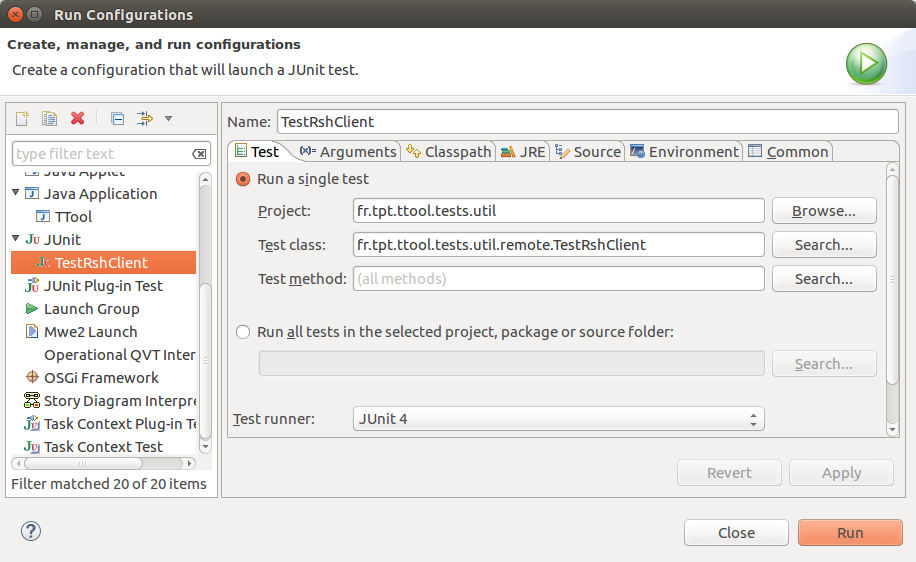 Run Configurations
Create, manage, and run configurations
Create a configuration that will launch a JUnit test.
type filter text
Java Applet
Java Application
TTool
JUnit
TestRshClient
JUnit Plug-in Test
Launch Group
Mwe2 Launch
Operational QVT Inter
OSGi Framework
Story Diagram Interpre
Task Context Plug-in Te
Task Context Test
Filter matched 20 of 20 items
Name: TestRshClient
Test (x)= Arguments Classpath JRE Source Environment Common
Run a single test
Project: fr.tpt.ttool.tests.util Browse...
Test class: fr.tpt.ttool.tests.util.remote.TestRshClient Search...
Test method: (all methods) Search...
Run all tests in the selected project, package or source folder:
Search...
Test runner: JUnit 4
Revert Apply
? Close Run